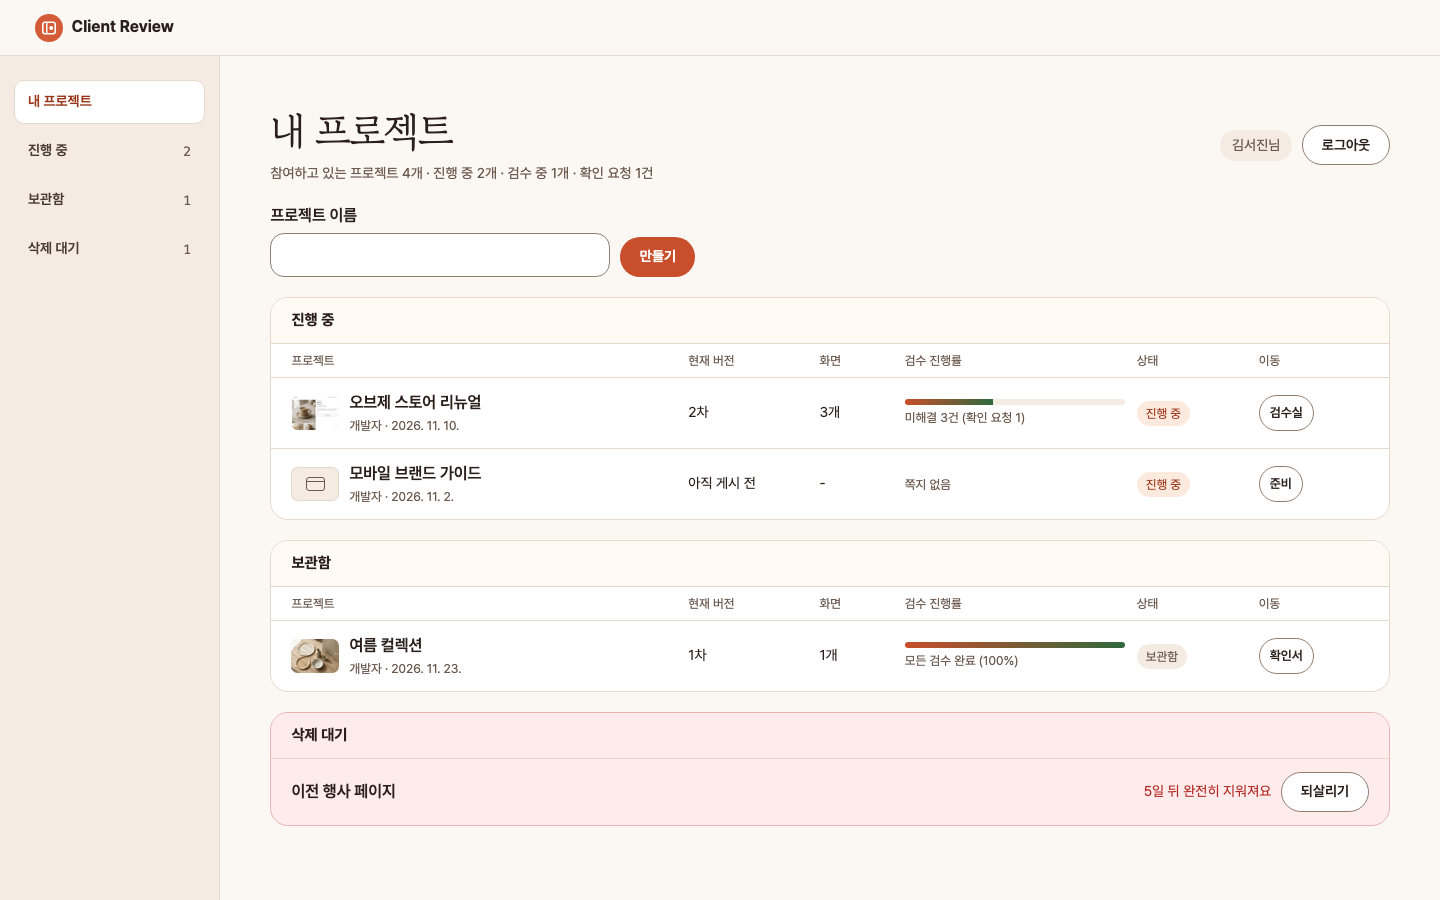 Client Review
내 프로젝트
진행 중 2
보관함 1
삭제 대기 1
내 프로젝트
참여하고 있는 프로젝트 4개 · 진행 중 2개 · 검수 중 1개 · 확인 요청 1건
김서진님
로그아웃
프로젝트 이름
만들기
진행 중
프로젝트 현재 버전 화면 검수 진행률 상태 이동
오브제 스토어 리뉴얼
개발자 · 2026. 11. 10.
2차
3개
미해결 3건 (확인 요청 1)
진행 중
검수실
모바일 브랜드 가이드
개발자 · 2026. 11. 2.
아직 게시 전
-
쪽지 없음
진행 중
준비
보관함
프로젝트 현재 버전 화면 검수 진행률 상태 이동
여름 컬렉션
개발자 · 2026. 11. 23.
1차
1개
모든 검수 완료 (100%)
보관함
확인서
삭제 대기
이전 행사 페이지
5일 뒤 완전히 지워져요
되살리기